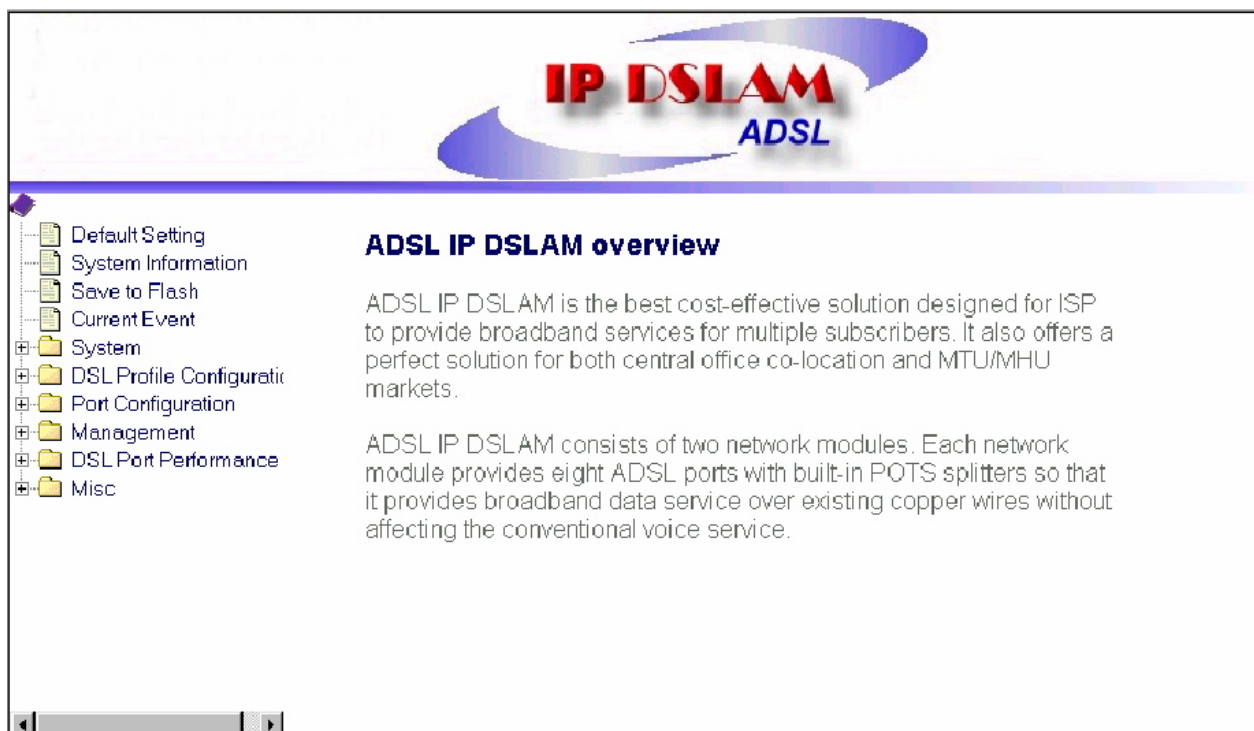 IP DSLAM
ADSL
Default Setting
System Information
Save to Flash
Current Event
System
DSL Profile Configuratic
Port Configuration
Management
DSL Port Performance
Misc
ADSL IP DSLAM overview
ADSL IP DSLAM is the best cost-effective solution designed for ISP
to provide broadband services for multiple subscribers. It also offers a
perfect solution for both central office co-location and MTU/MHU
markets.
ADSL IP DSLAM consists of two network modules. Each network
module provides eight ADSL ports with built-in POTS splitters so that
it provides broadband data service over existing copper wires without
affecting the conventional voice service.